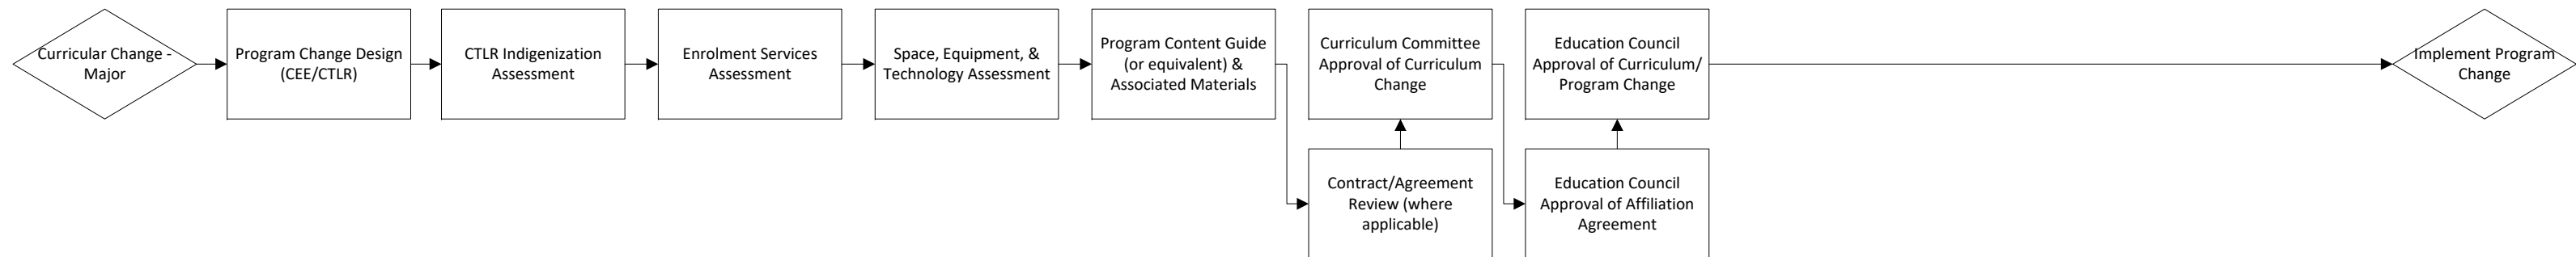 Curricular Change -
Major
Program Change Design
(CEE/CTLR)
CTLR Indigenization
Assessment
Enrolment Services
Assessment
Space, Equipment, &
Technology Assessment
Program Content Guide
(or equivalent) &
Associated Materials
Curriculum Committee
Approval of Curriculum
Change
Education Council
Approval of Curriculum/
Program Change
Implement Program
Change
Contract/Agreement
Review (where
applicable)
Education Council
Approval of Affiliation
Agreement